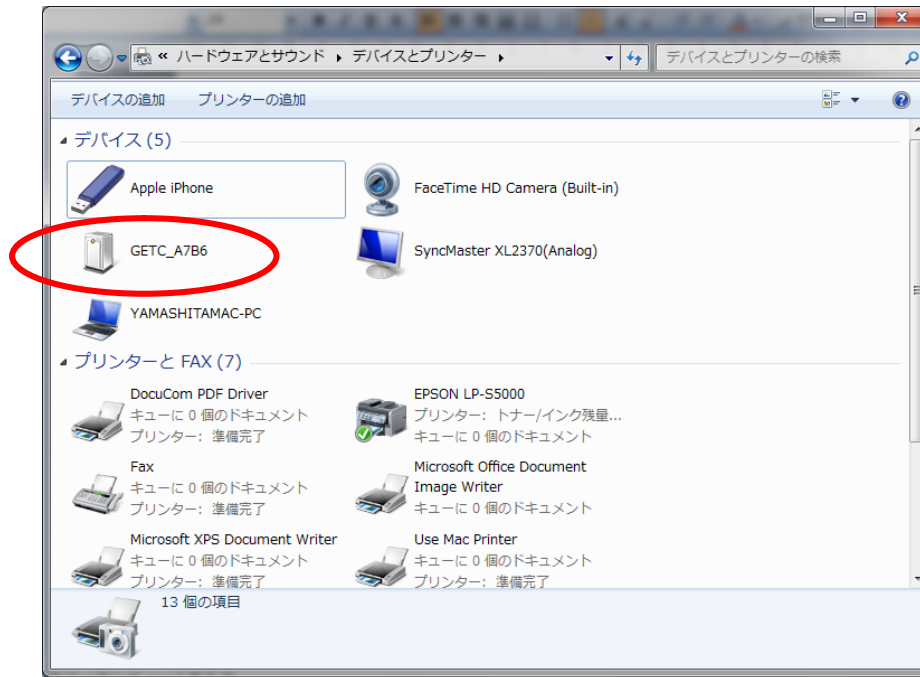 « ハードウェアとサウンド ▸ デバイスとプリンター ▸
デバイスとプリンターの検索
デバイスの追加 プリンターの追加
デバイス (5)
Apple iPhone
FaceTime HD Camera (Built-in)
GETC_A7B6
SyncMaster XL2370(Analog)
YAMASHITAMAC-PC
プリンターと FAX (7)
DocuCom PDF Driver
キューに 0 個のドキュメント
プリンター: 準備完了
EPSON LP-S5000
プリンター: トナー/インク残量...
キューに 0 個のドキュメント
Fax
キューに 0 個のドキュメント
プリンター: 準備完了
Microsoft Office Document
Image Writer
キューに 0 個のドキュメント
Microsoft XPS Document Writer
キューに 0 個のドキュメント
プリンター: 準備完了
Use Mac Printer
キューに 0 個のドキュメント
プリンター: 準備完了
13 個の項目